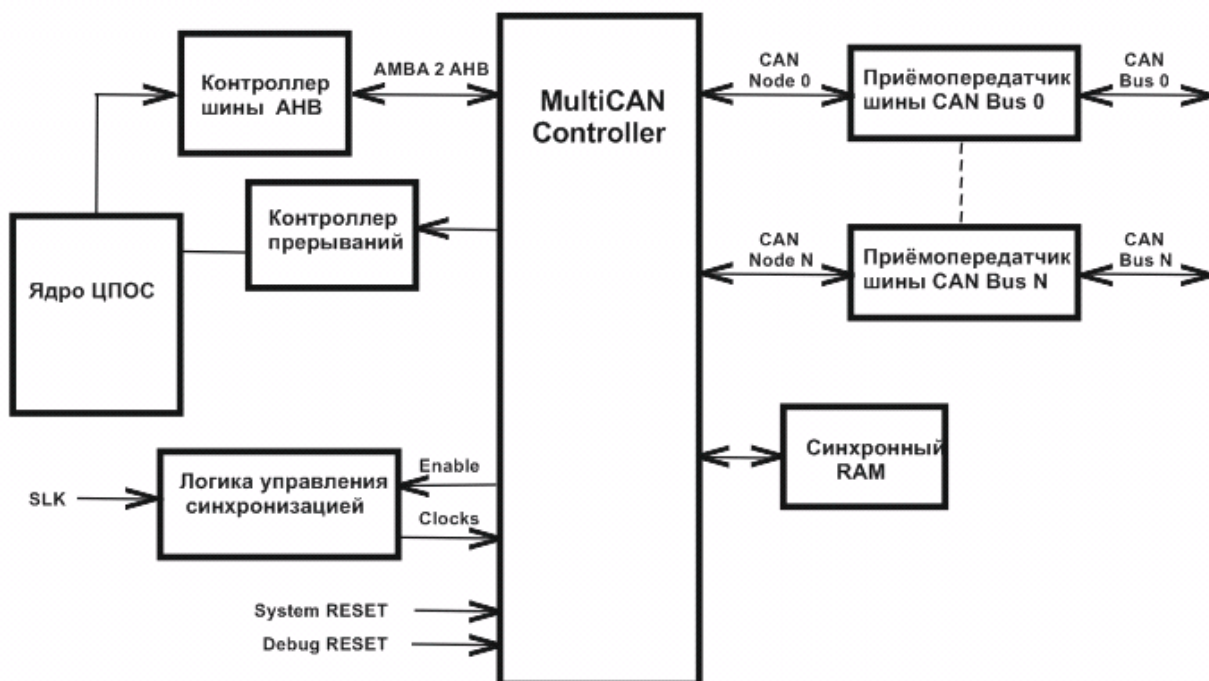 Контроллер
шины АНВ
AMBA 2 AHB
MultiCAN
Controller
CAN
Node 0
Приёмопередатчик
шины CAN Bus 0
CAN
Bus 0
Контроллер
прерываний
Ядро ЦПОС
CAN
Node N
Приёмопередатчик
шины CAN Bus N
CAN
Bus N
Синхронный
RAM
SLK
Логика управления
синхронизацией
Enable
Clocks
System RESET
Debug RESET